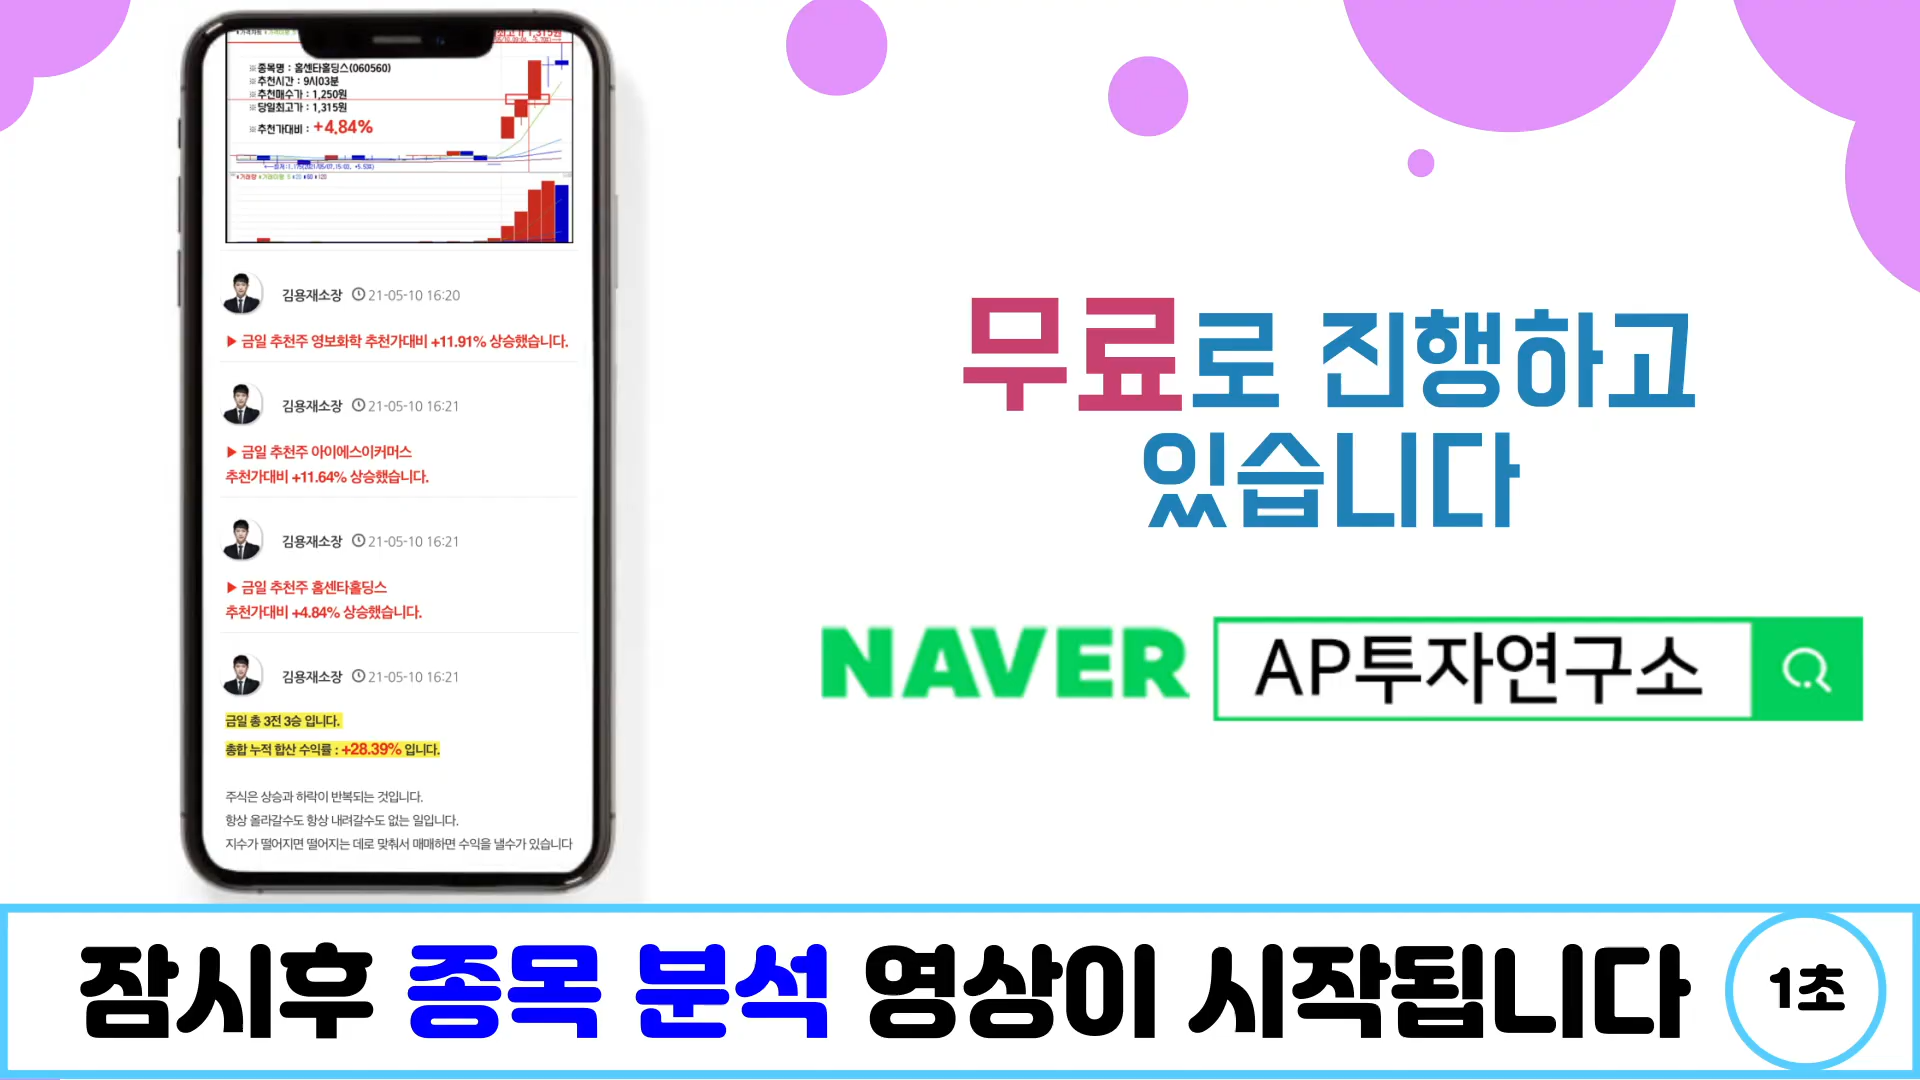 ※종목명 : 홈센타홀딩스(060560)
※추천시간 : 9시03분
※추천매수가 : 1,250원
※당일최고가 : 1,315원
※추천가대비 : +4.84%
김용재소장 21-05-10 16:20
▶ 금일 추천주 영보화학 추천가대비 +11.91% 상승했습니다.
김용재소장 21-05-10 16:21
▶ 금일 추천주 아이에스이커머스
추천가대비 +11.64% 상승했습니다.
김용재소장 21-05-10 16:21
▶ 금일 추천주 홈센타홀딩스
추천가대비 +4.84% 상승했습니다.
김용재소장 21-05-10 16:21
금일 총 3전 3승 입니다.
총합 누적 합산 수익률 : +28.39% 입니다.
주식은 상승과 하락이 반복되는 것입니다.
항상 올라갈수도 항상 내려갈수도 없는 일입니다.
지수가 떨어지면 떨어지는 데로 맞춰서 매매하면 수익을 낼수가 있습니다
무료로 진행하고
있습니다
NAVER AP투자연구소
잠시후 종목 분석 영상이 시작됩니다 1초